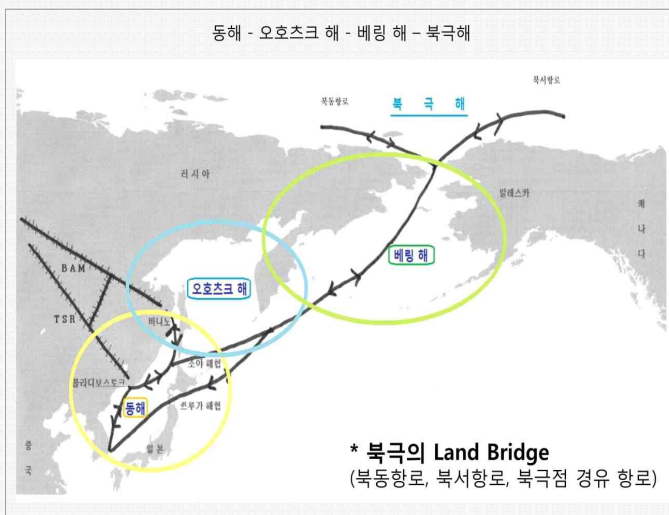 동해 - 오호츠크 해 - 베링 해 – 북극해
북서항로
북동항로
북 극 해
러시아
알레스카
캐나다
베링 해
BAM
오호츠크 해
TSR
바니노
소야 해협
블라디보스토크
동해
쓰루가 해협
일본
중국
* 북극의 Land Bridge
(북동항로, 북서항로, 북극점 경유 항로)